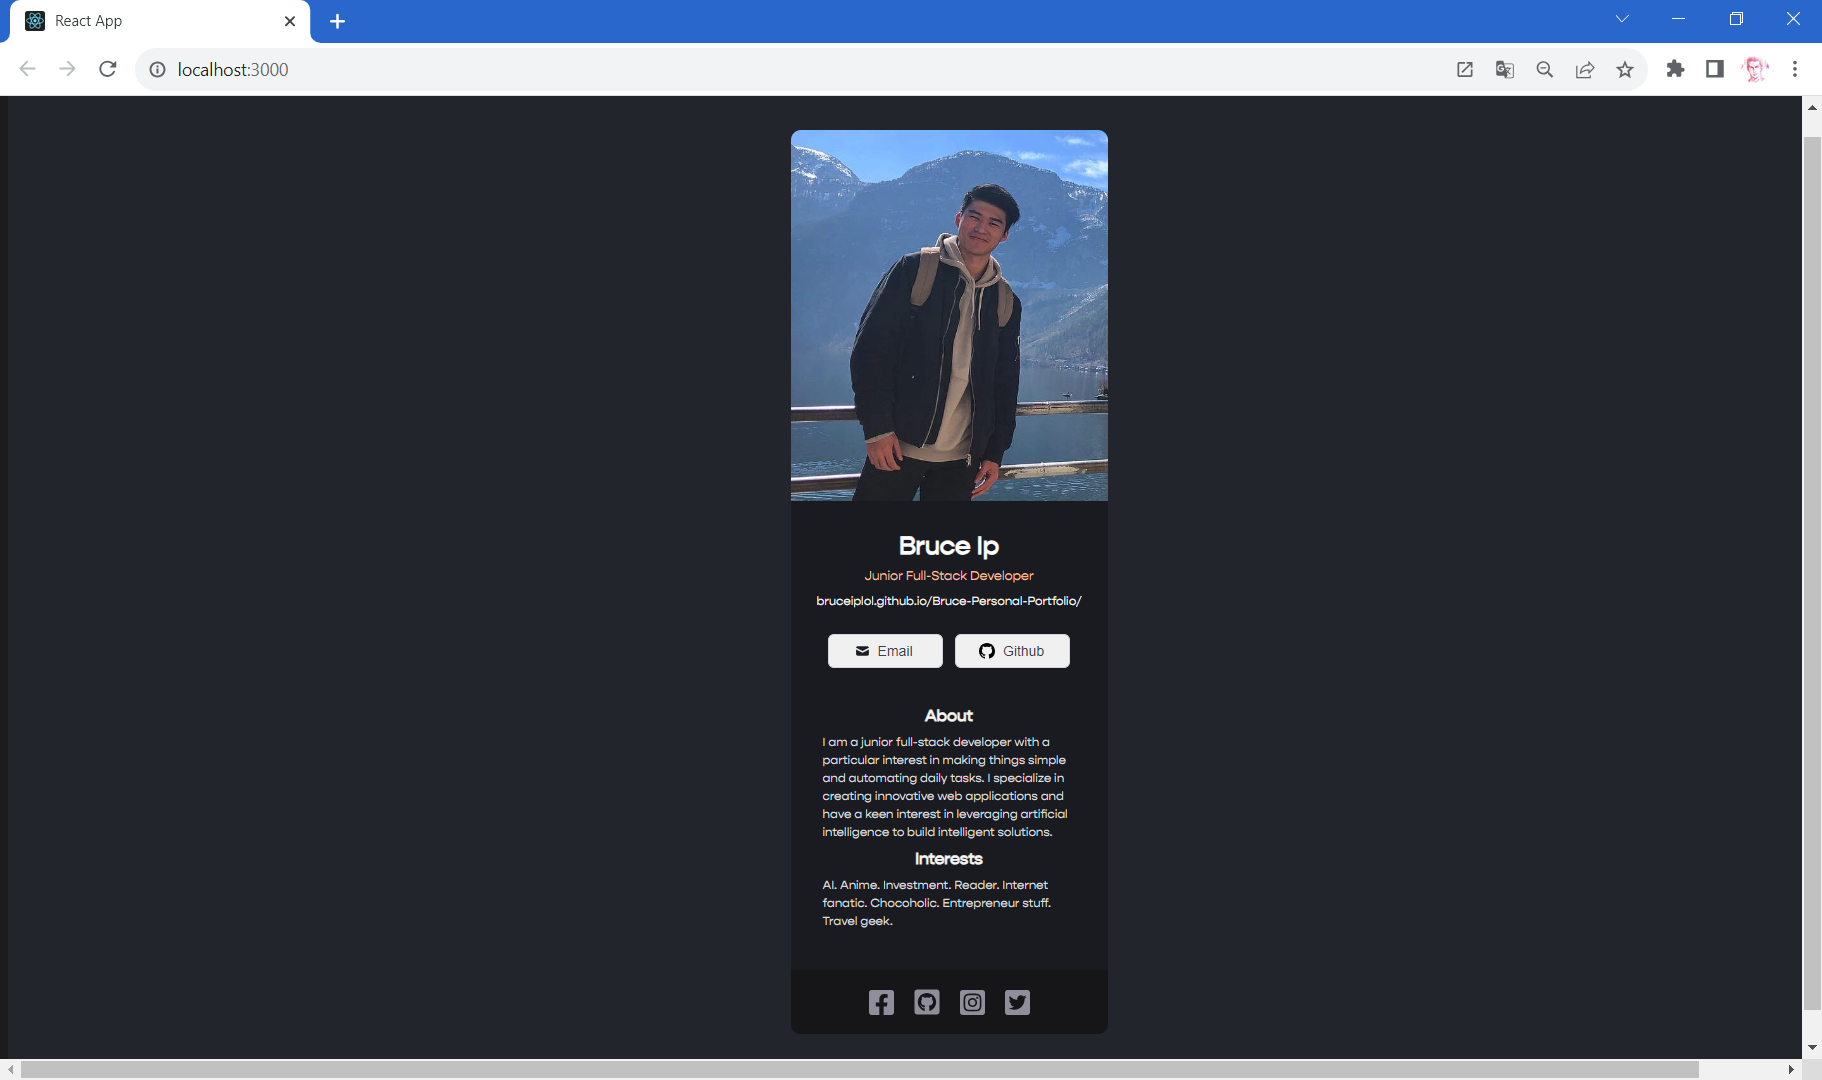 React App
localhost:3000
Bruce Ip
Junior Full-Stack Developer
bruceiplol.github.io/Bruce-Personal-Portfolio/
Email
Github
About
I am a junior full-stack developer with a
particular interest in making things simple
and automating daily tasks. I specialize in
creating innovative web applications and
have a keen interest in leveraging artificial
intelligence to build intelligent solutions.
Interests
AI. Anime. Investment. Reader. Internet
fanatic. Chocoholic. Entrepreneur stuff.
Travel geek.